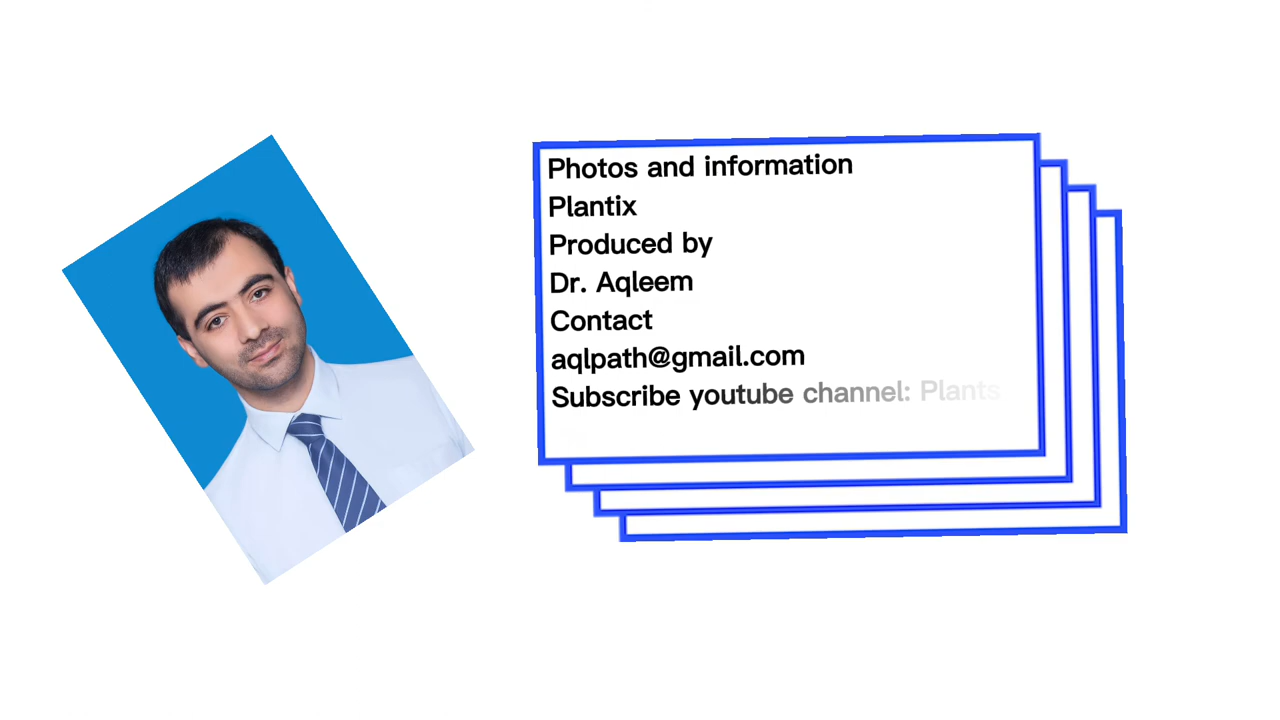 Photos and information
Plantix
Produced by
Dr. Aqleem
Contact
aqlpath@gmail.com
Subscribe youtube channel: Plants